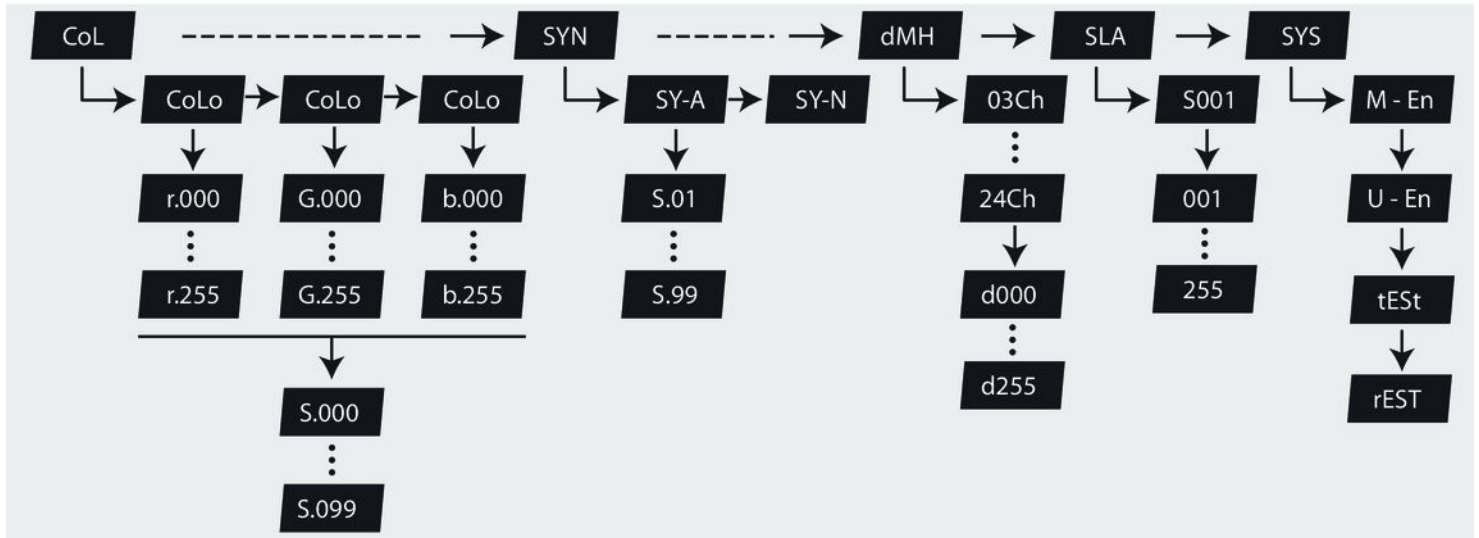 CoL SYN dMH SLA SYS
CoLo CoLo CoLo SY-A SY-N 03Ch S001 M - En
r.000 G.000 b.000 S.01 24Ch 001 U - En
r.255 G.255 b.255 S.99 d000 255 tESt
S.000 d255 rEST
S.099